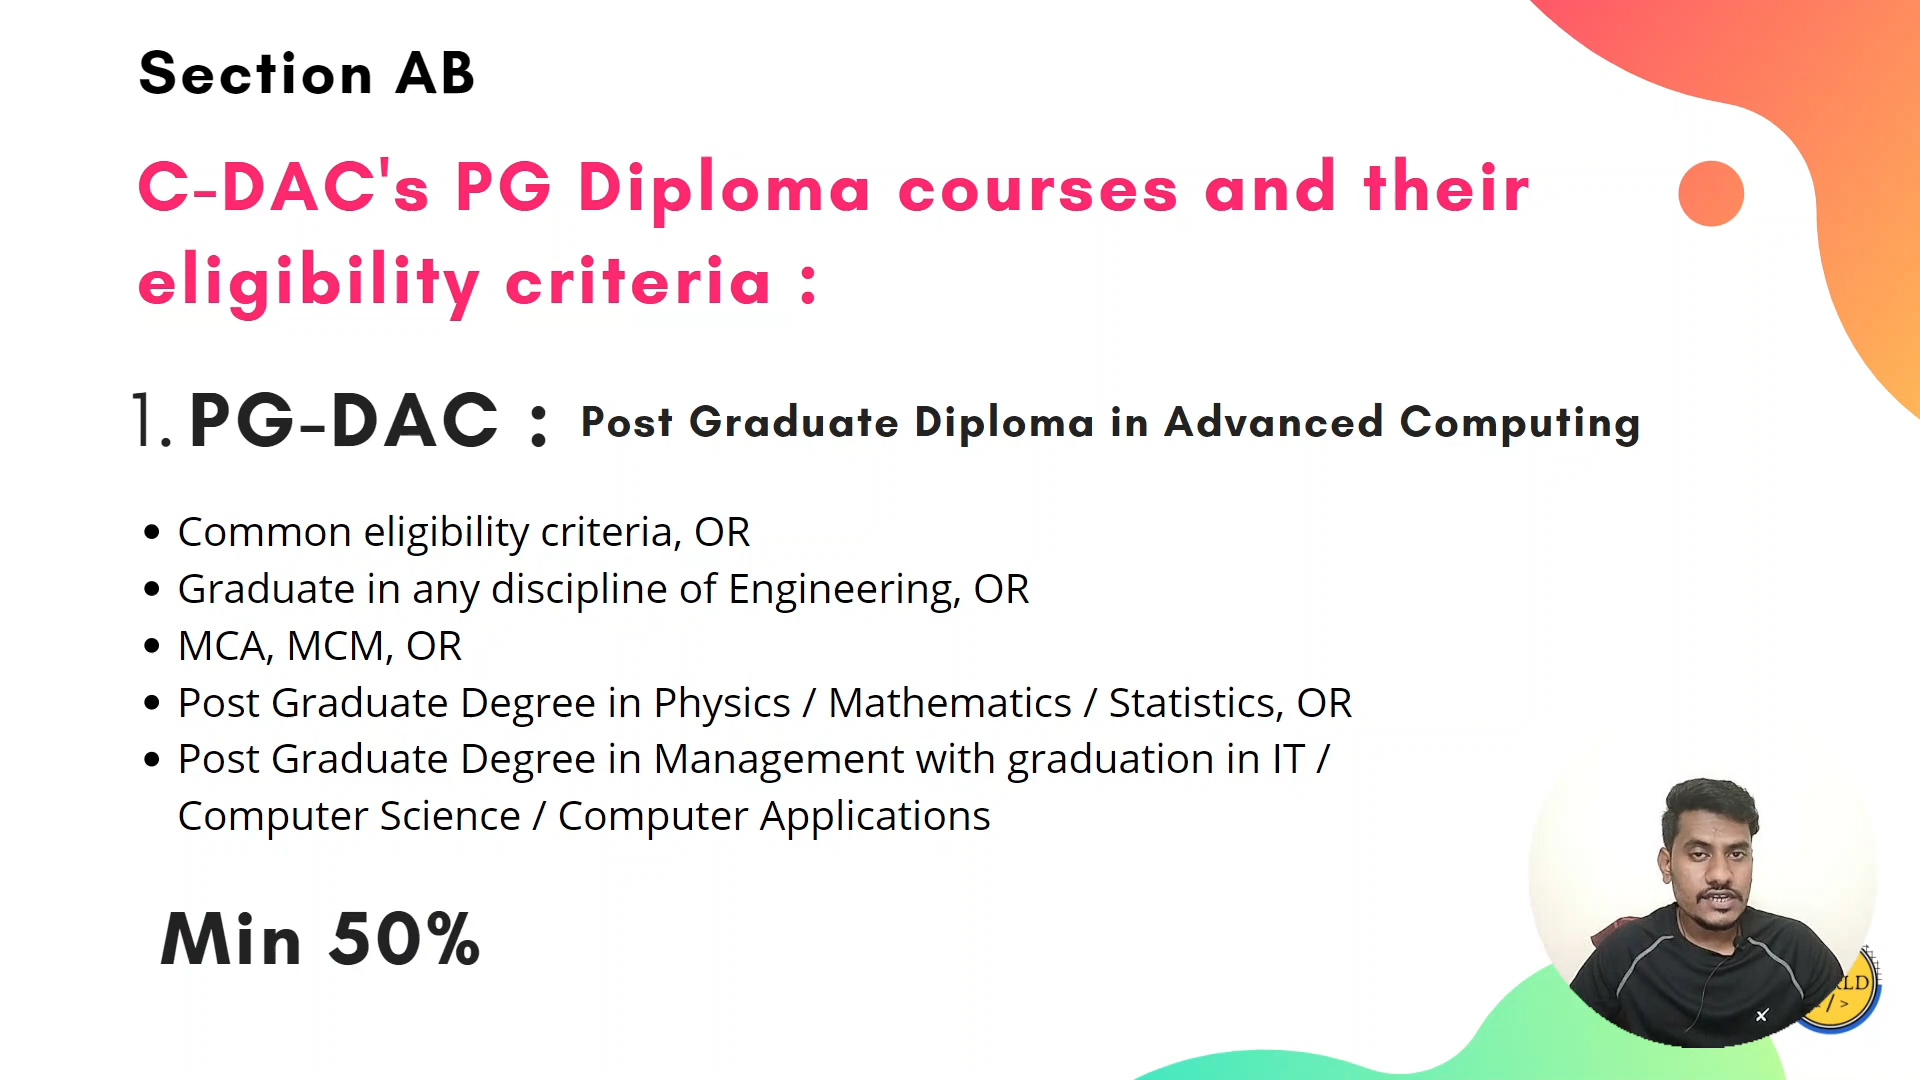 Section AB
C-DAC's PG Diploma courses and their
eligibility criteria :
1. PG-DAC : Post Graduate Diploma in Advanced Computing
• Common eligibility criteria, OR
• Graduate in any discipline of Engineering, OR
• MCA, MCM, OR
• Post Graduate Degree in Physics / Mathematics / Statistics, OR
• Post Graduate Degree in Management with graduation in IT /
Computer Science / Computer Applications
Min 50%